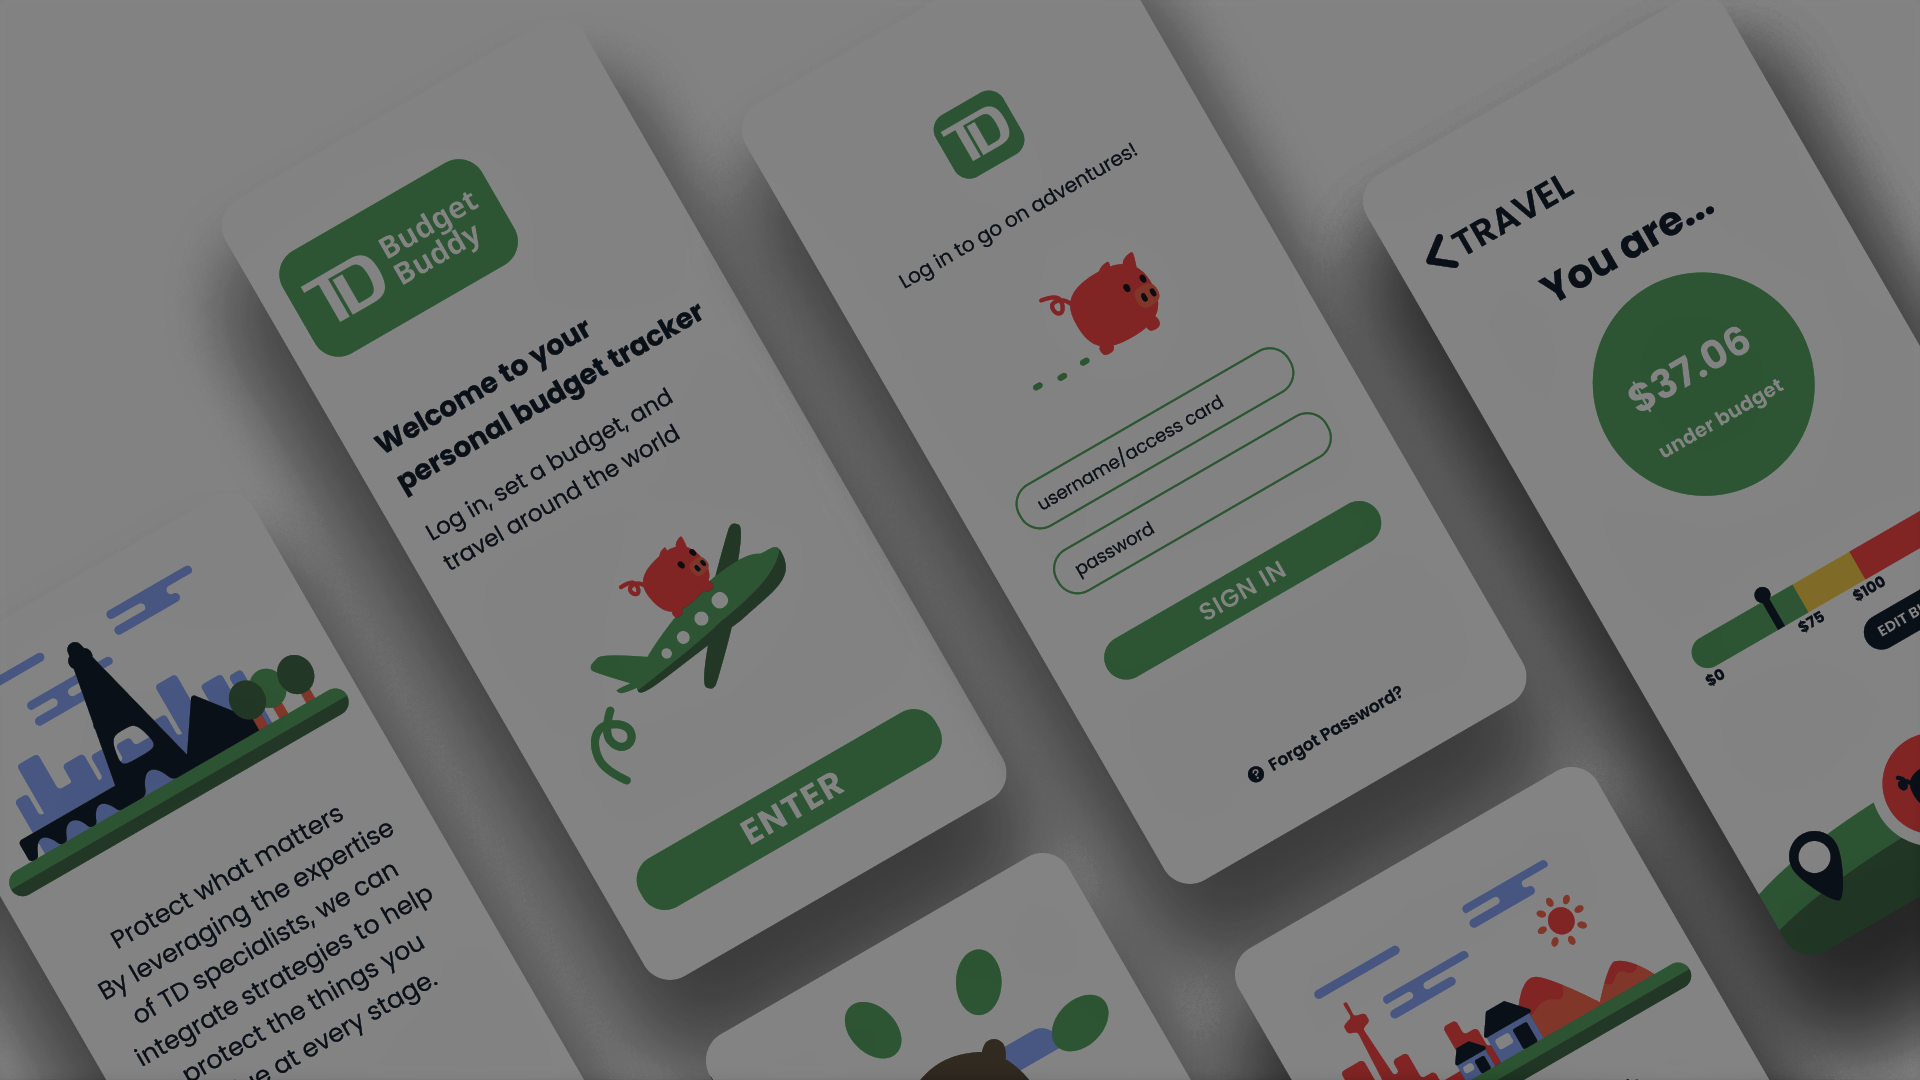 TD Budget
Buddy
Welcome to your
personal budget tracker
Log in, set a budget, and
travel around the world
ENTER
TD
Log in to go on adventures!
username/access card
password
SIGN IN
? Forgot Password?
TRAVEL
You are...
$37.06
under budget
$0
$75
$100
EDIT
Protect what matters
By leveraging the expertise
of TD specialists, we can
integrate strategies to help
protect the things you
at every stage.